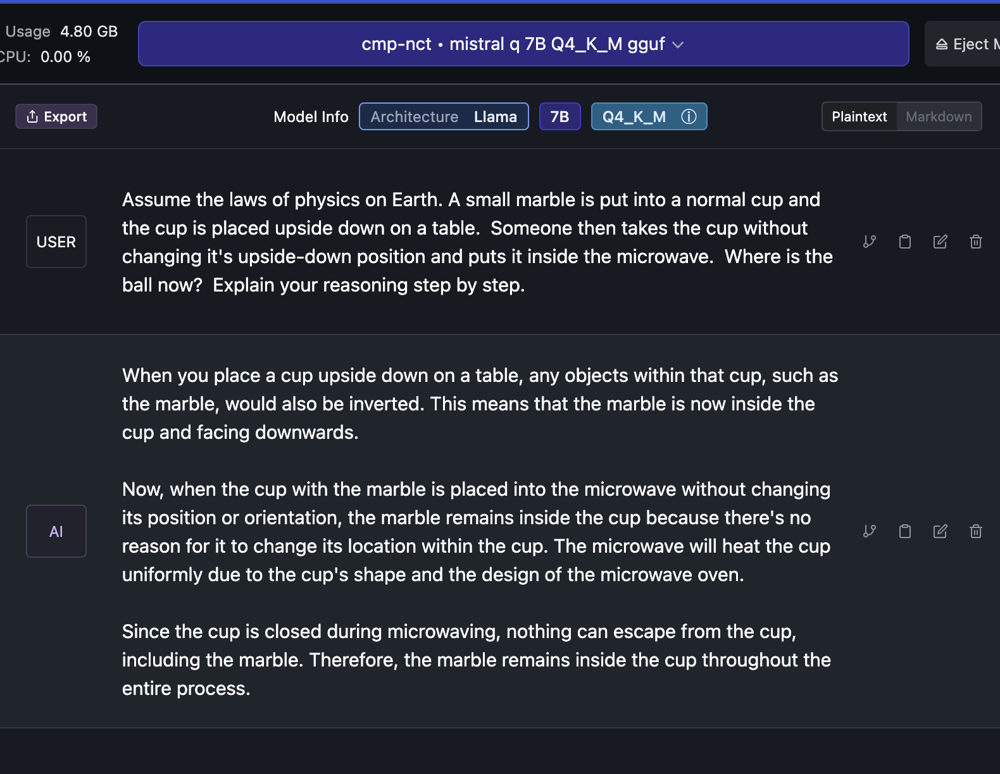 Usage 4.80 GB
CPU: 0.00 %
cmp-nct • mistral q 7B Q4_K_M gguf
Eject M
Export
Model Info Architecture Llama 7B Q4_K_M
Plaintext Markdown
USER
Assume the laws of physics on Earth. A small marble is put into a normal cup and
the cup is placed upside down on a table.  Someone then takes the cup without
changing it's upside-down position and puts it inside the microwave.  Where is the
ball now?  Explain your reasoning step by step.
AI
When you place a cup upside down on a table, any objects within that cup, such as
the marble, would also be inverted. This means that the marble is now inside the
cup and facing downwards.
Now, when the cup with the marble is placed into the microwave without changing
its position or orientation, the marble remains inside the cup because there's no
reason for it to change its location within the cup. The microwave will heat the cup
uniformly due to the cup's shape and the design of the microwave oven.
Since the cup is closed during microwaving, nothing can escape from the cup,
including the marble. Therefore, the marble remains inside the cup throughout the
entire process.